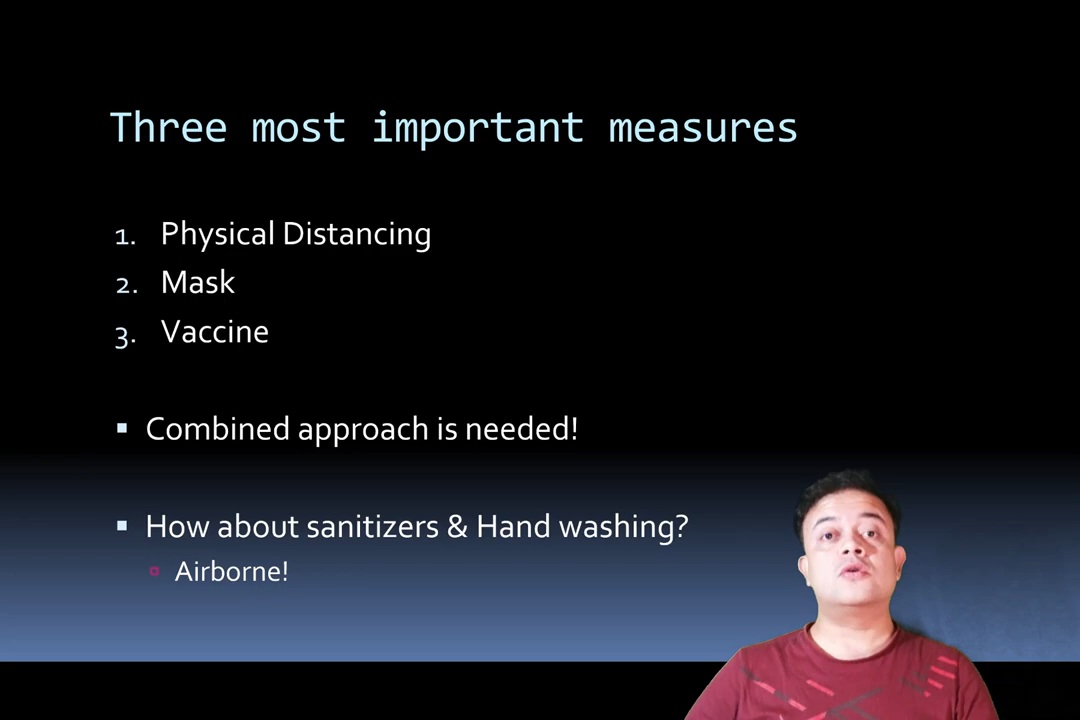 Three most important measures
1. Physical Distancing
2. Mask
3. Vaccine
▪ Combined approach is needed!
▪ How about sanitizers & Hand washing?
▫ Airborne!